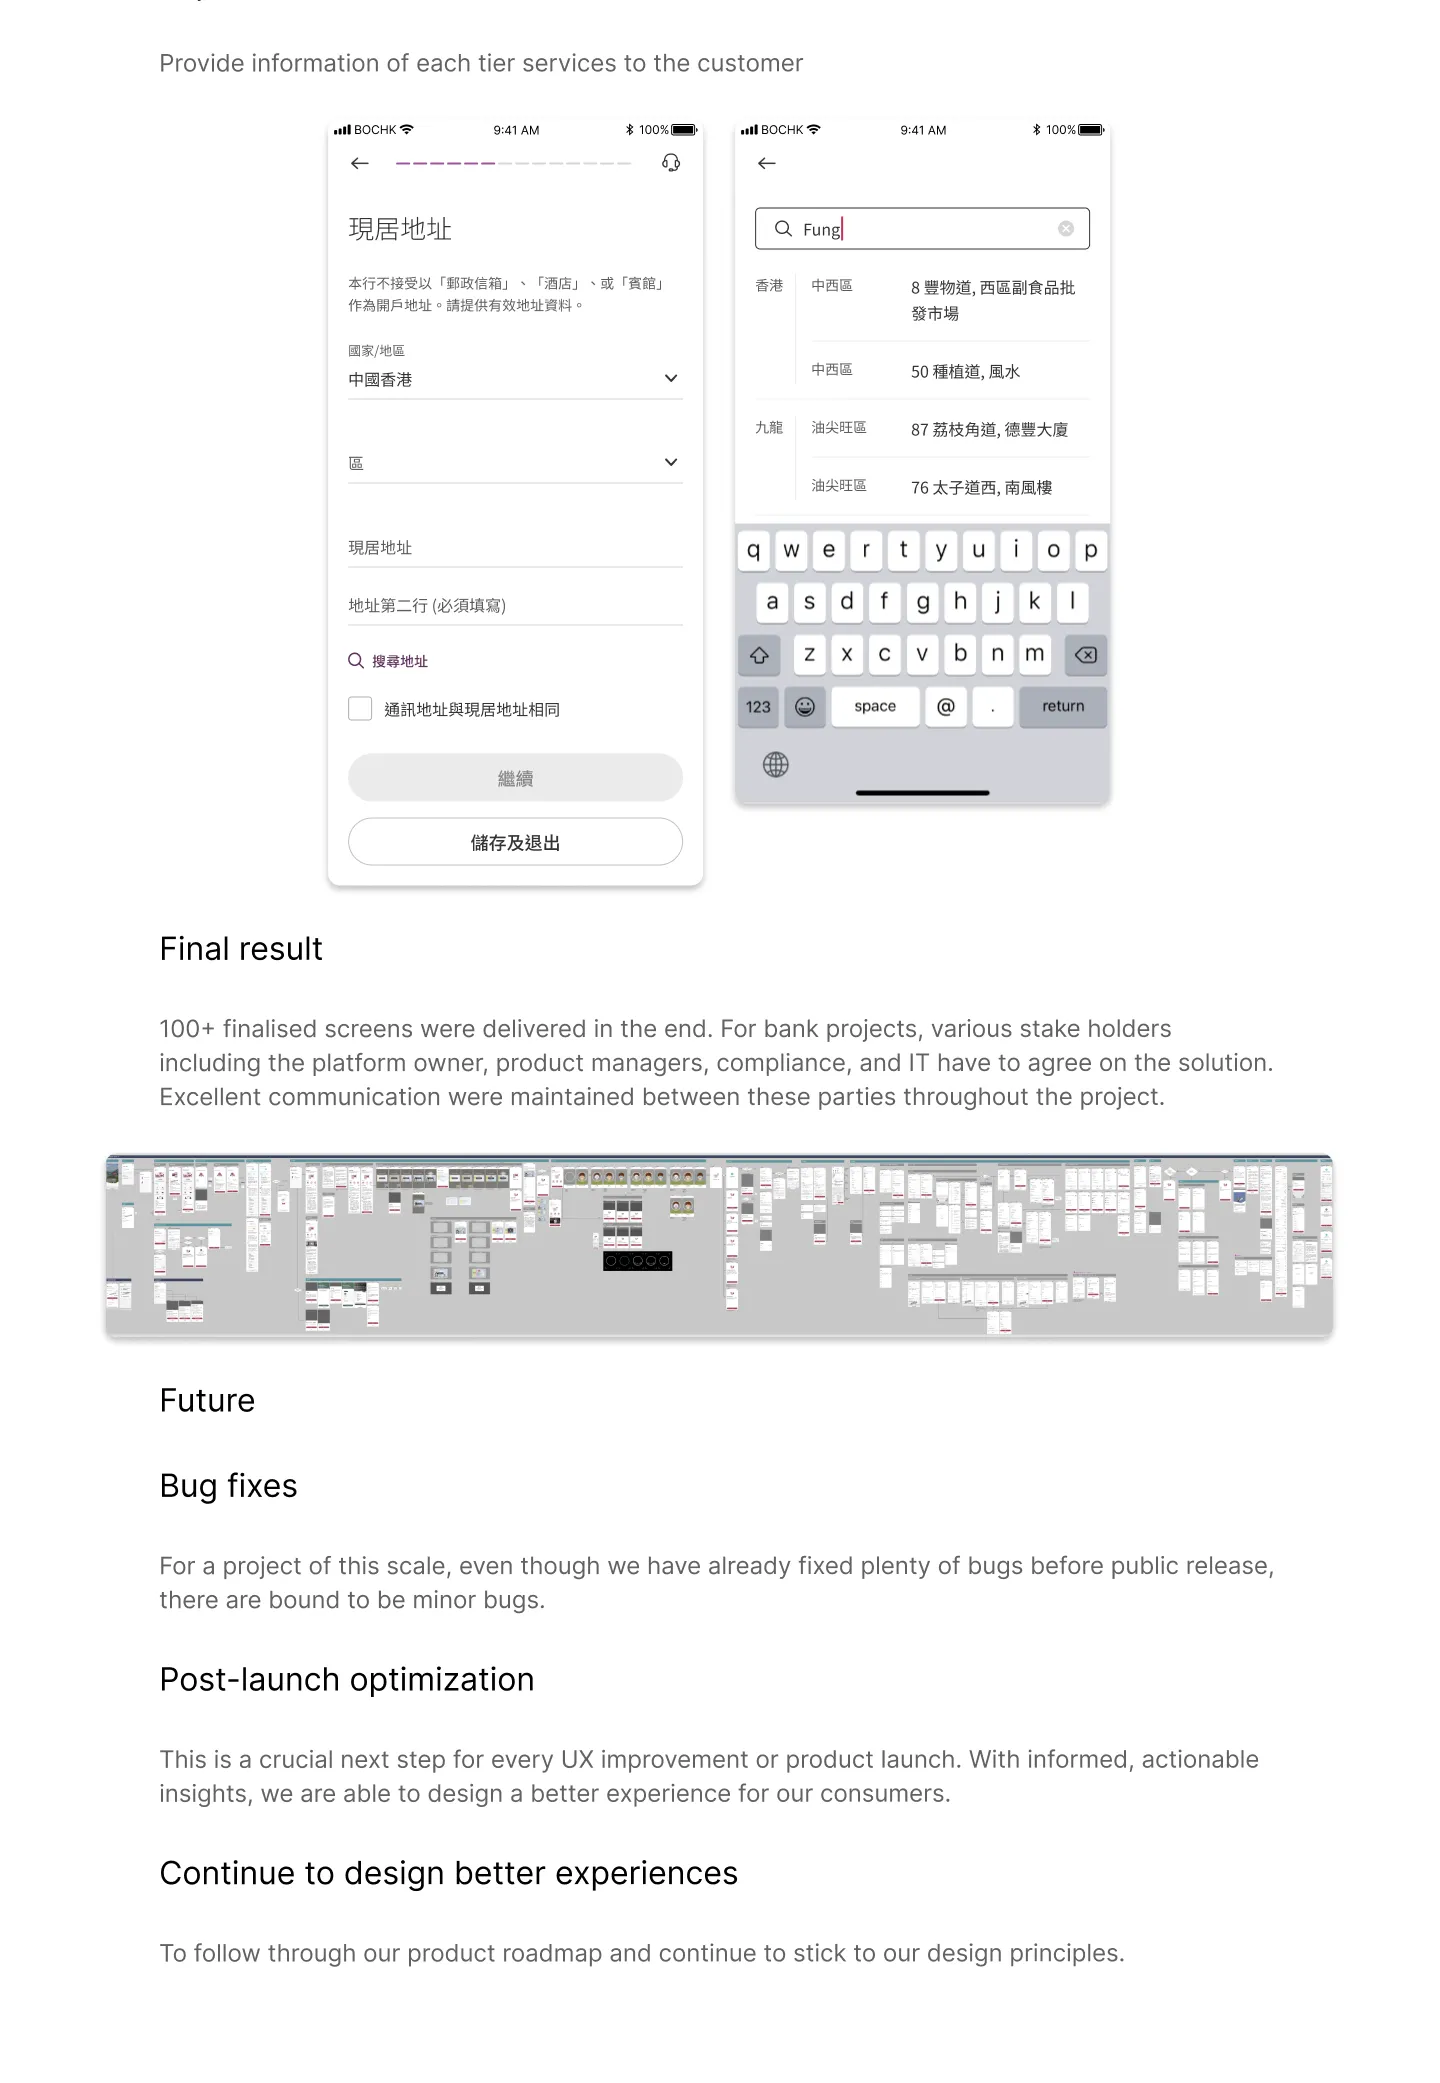 Provide information of each tier services to the customer
BOCHK 9:41 AM 100%
現居地址
本行不接受以「郵政信箱」、「酒店」、或「賓館」
作為開戶地址。請提供有效地址資料。
國家/地區
中國香港
區
現居地址
地址第二行 (必須填寫)
搜尋地址
通訊地址與現居地址相同
繼續
儲存及退出
BOCHK 9:41 AM 100%
Fung
香港 中西區 8 豐物道, 西區副食品批
發市場
中西區 50 種植道, 風水
九龍 油尖旺區 87 荔枝角道, 德豐大廈
油尖旺區 76 太子道西, 南風樓
q w e r t y u i o p
a s d f g h j k l
z x c v b n m
123 space @ . return
Final result
100+ finalised screens were delivered in the end. For bank projects, various stake holders
including the platform owner, product managers, compliance, and IT have to agree on the solution.
Excellent communication were maintained between these parties throughout the project.
Future
Bug fixes
For a project of this scale, even though we have already fixed plenty of bugs before public release,
there are bound to be minor bugs.
Post-launch optimization
This is a crucial next step for every UX improvement or product launch. With informed, actionable
insights, we are able to design a better experience for our consumers.
Continue to design better experiences
To follow through our product roadmap and continue to stick to our design principles.